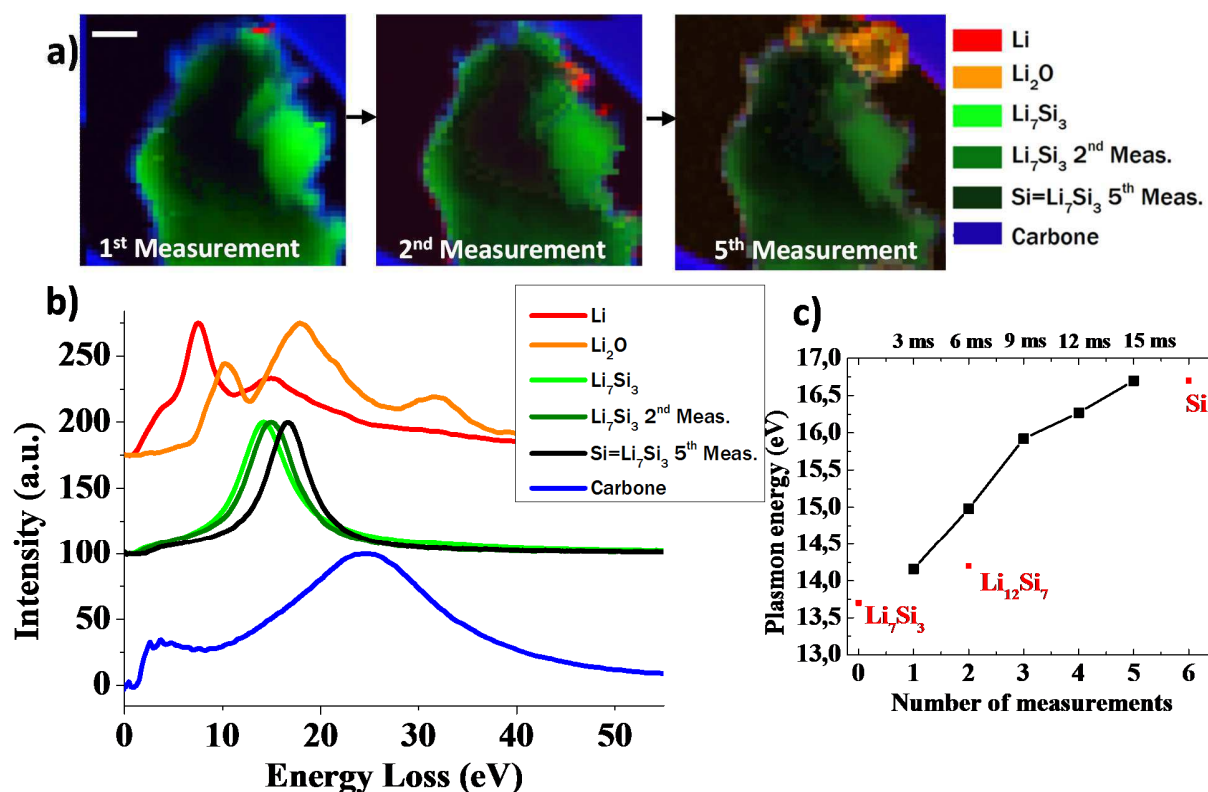 a)
1st Measurement
2nd Measurement
5th Measurement
Li
Li2O
Li7Si3
Li7Si3 2nd Meas.
Si=Li7Si3 5th Meas.
Carbone
b)
Intensity (a.u.)
250
200
150
100
50
0
0 10 20 30 40 50
Energy Loss (eV)
Li
Li2O
Li7Si3
Li7Si3 2nd Meas.
Si=Li7Si3 5th Meas.
Carbone
c)
3 ms 6 ms 9 ms 12 ms 15 ms
Plasmon energy (eV)
17,0
16,5
16,0
15,5
15,0
14,5
14,0
13,5
13,0
Si
Li12Si7
Li7Si3
0 1 2 3 4 5 6
Number of measurements